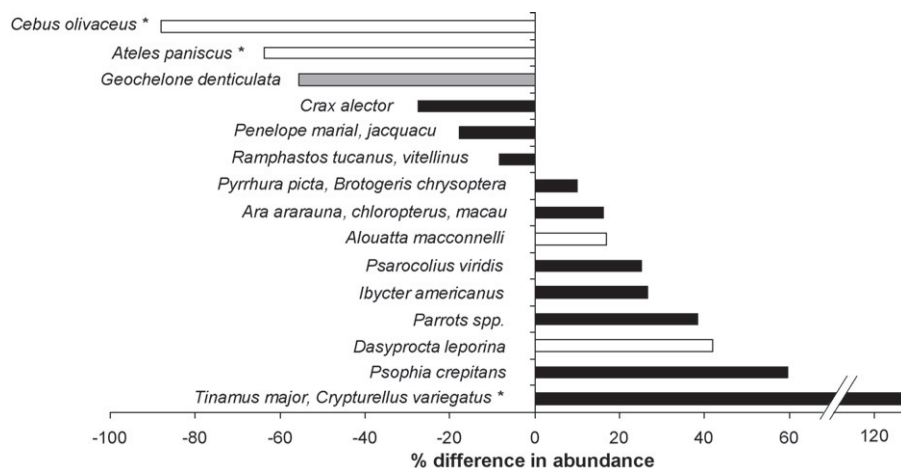 Cebus olivaceus *
Ateles paniscus *
Geochelone denticulata
Crax alector
Penelope marial, jacquacu
Ramphastos tucanus, vitellinus
Pyrrhura picta, Brotogeris chrysoptera
Ara ararauna, chloropterus, macau
Alouatta macconnelli
Psarocolius viridis
Ibycter americanus
Parrots spp.
Dasyprocta leporina
Psophia crepitans
Tinamus major, Crypturellus variegatus *
-100 -80 -60 -40 -20 0 20 40 60 120
% difference in abundance